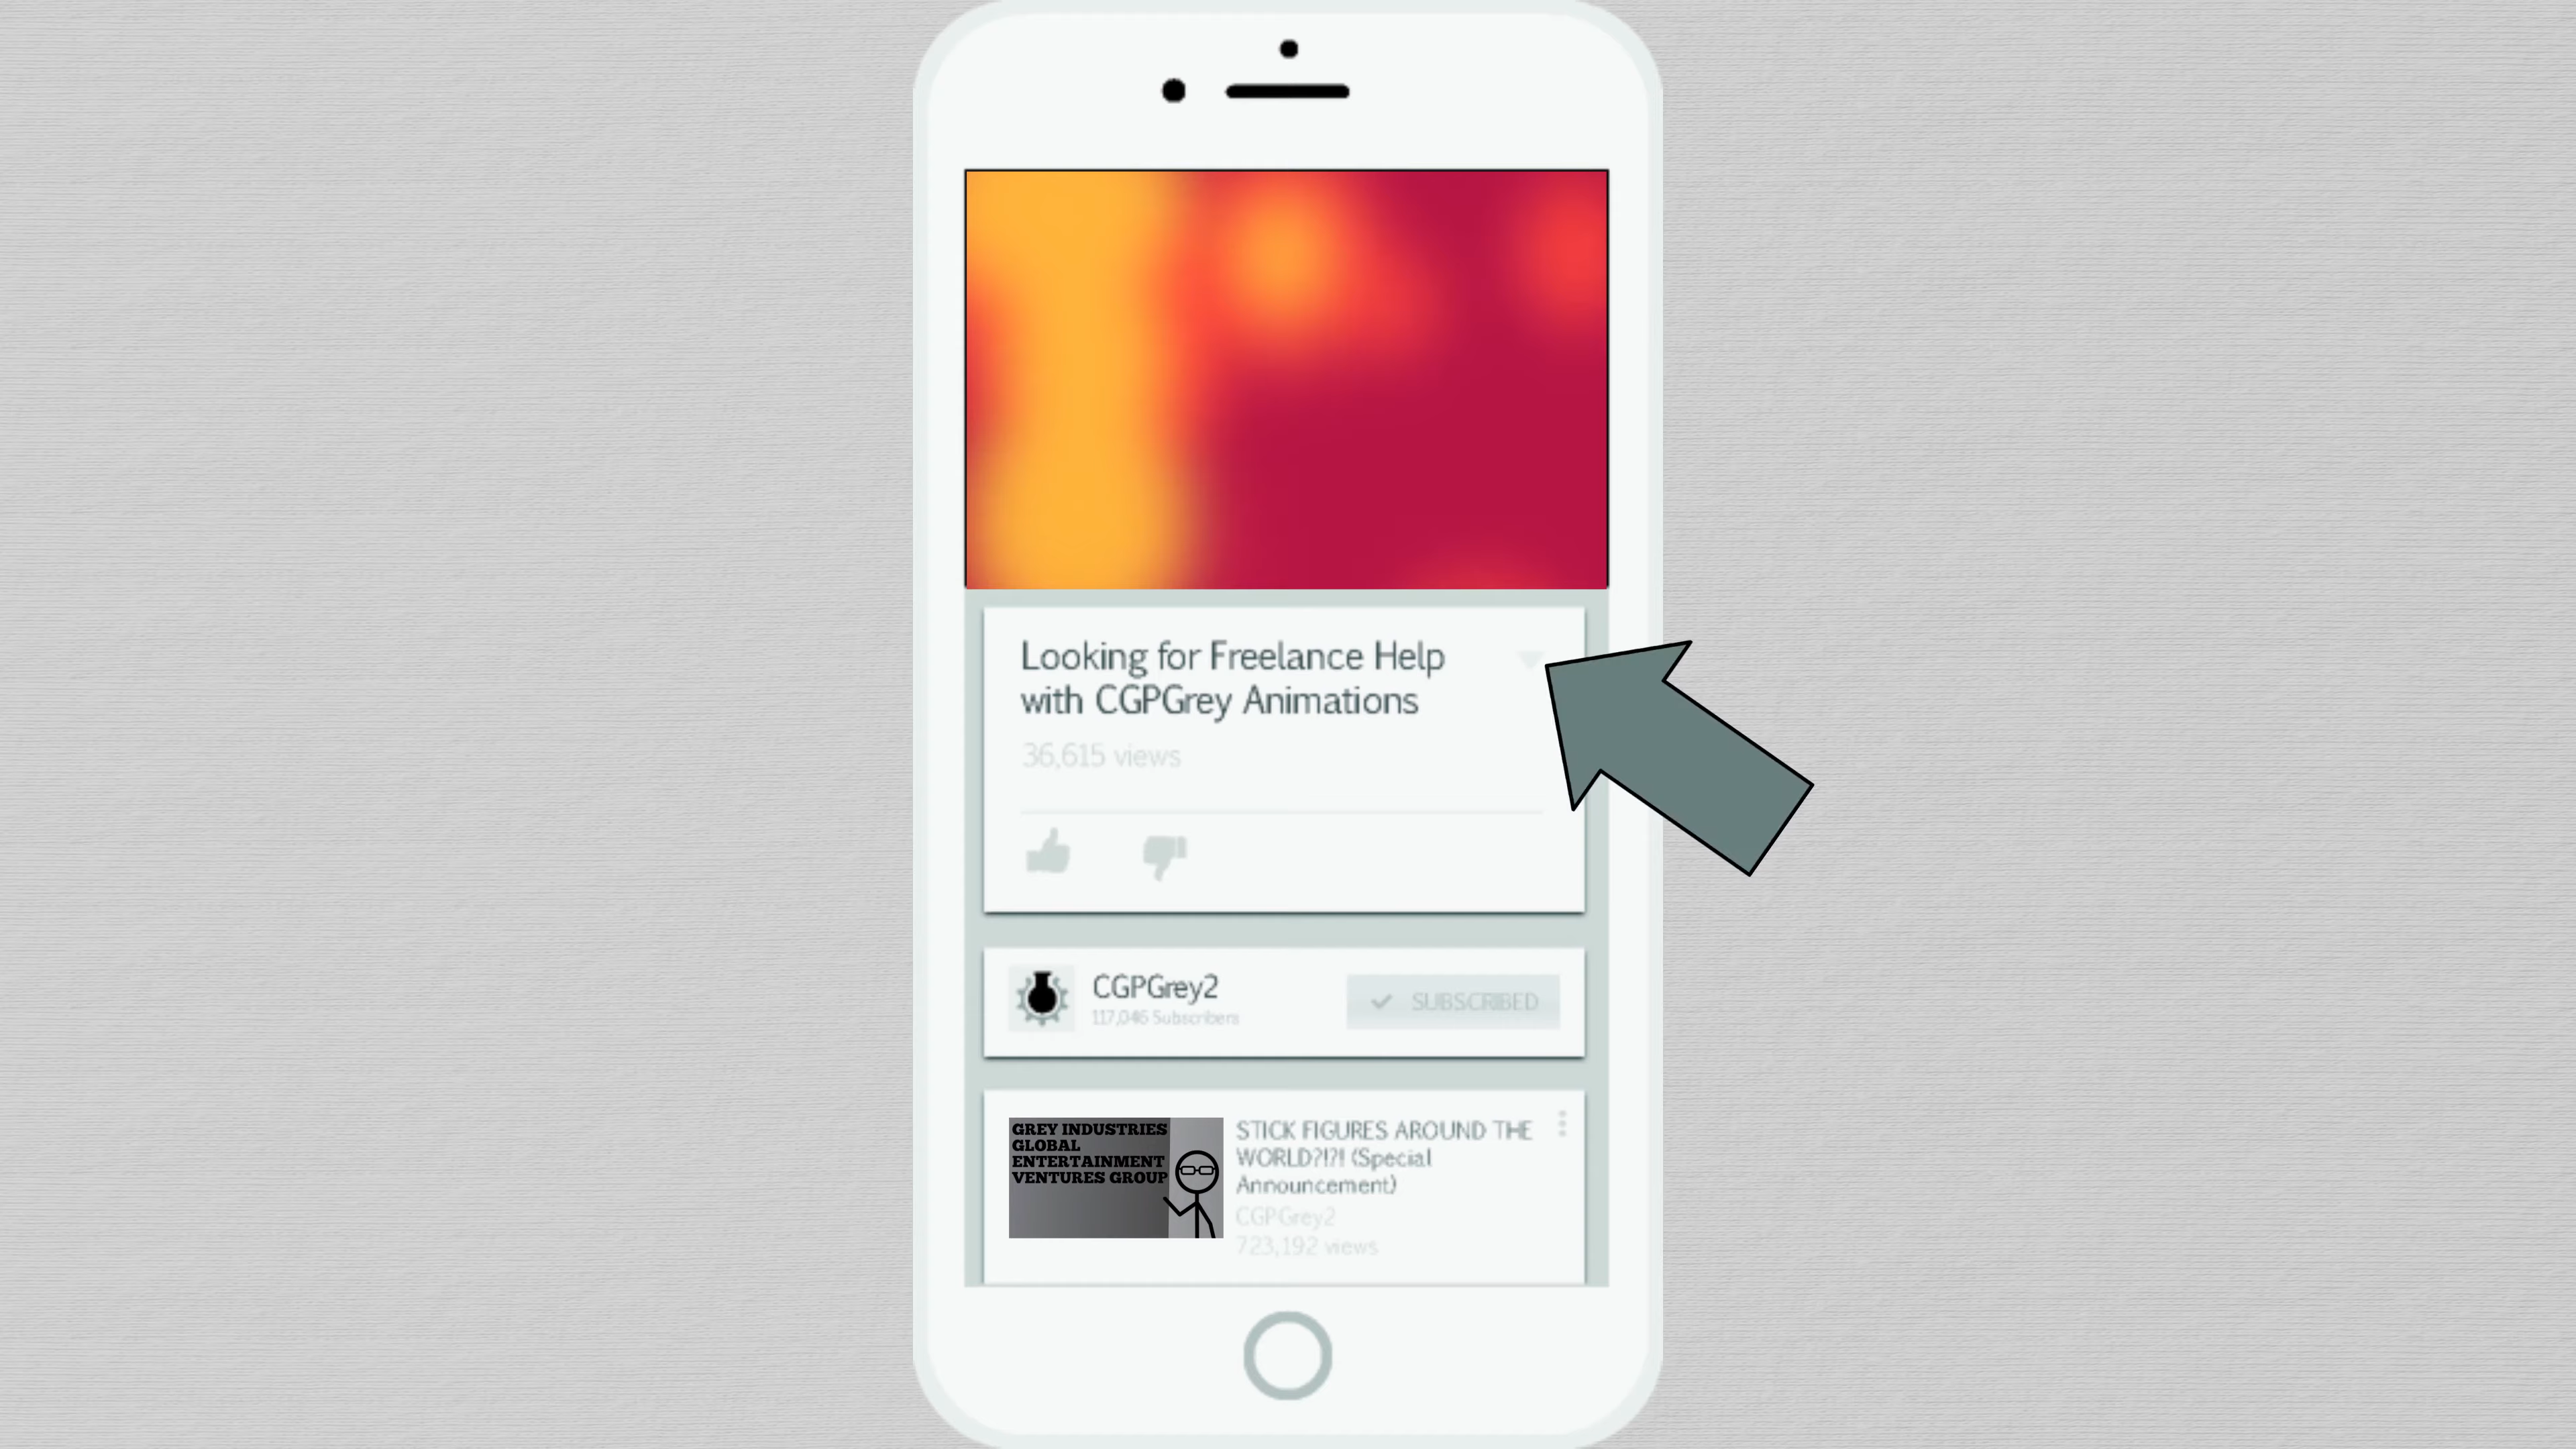 Looking for Freelance Help
with CGPGrey Animations
36,615 views
CGPGrey2
117,046 Subscribers
SUBSCRIBED
GREY INDUSTRIES
GLOBAL
ENTERTAINMENT
VENTURES GROUP
STICK FIGURES AROUND THE
WORLD?!?! (Special
Announcement)
CGPGrey2
723,192 views